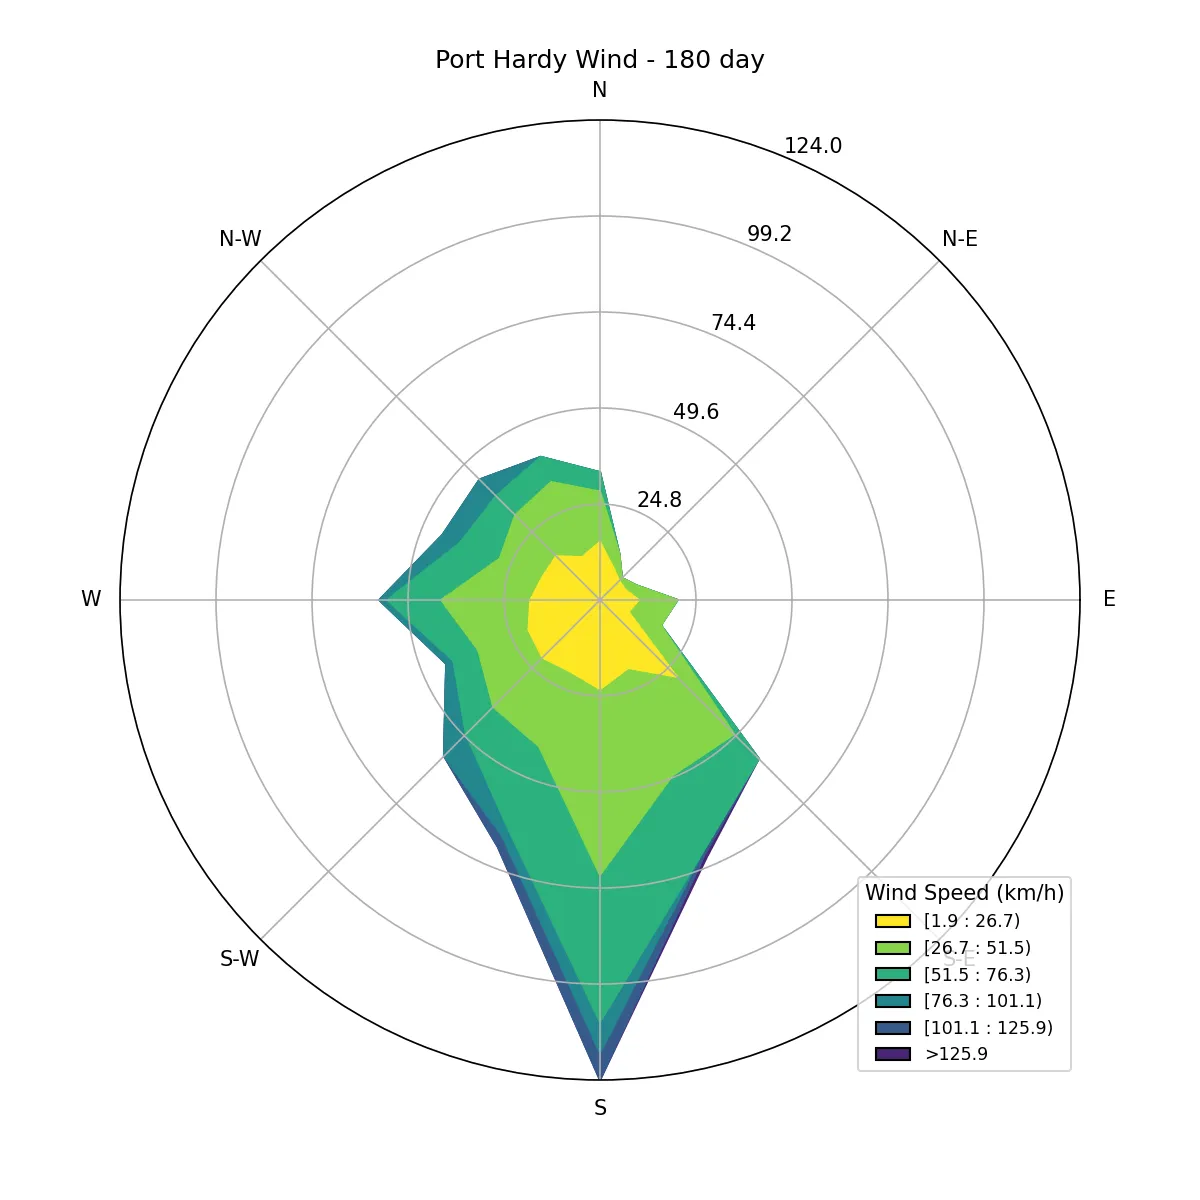 Port Hardy Wind - 180 day
N
124.0
N-W
99.2
N-E
74.4
49.6
24.8
W
E
S-W
S-E
S
Wind Speed (km/h)
[1.9 : 26.7)
[26.7 : 51.5)
[51.5 : 76.3)
[76.3 : 101.1)
[101.1 : 125.9)
>125.9